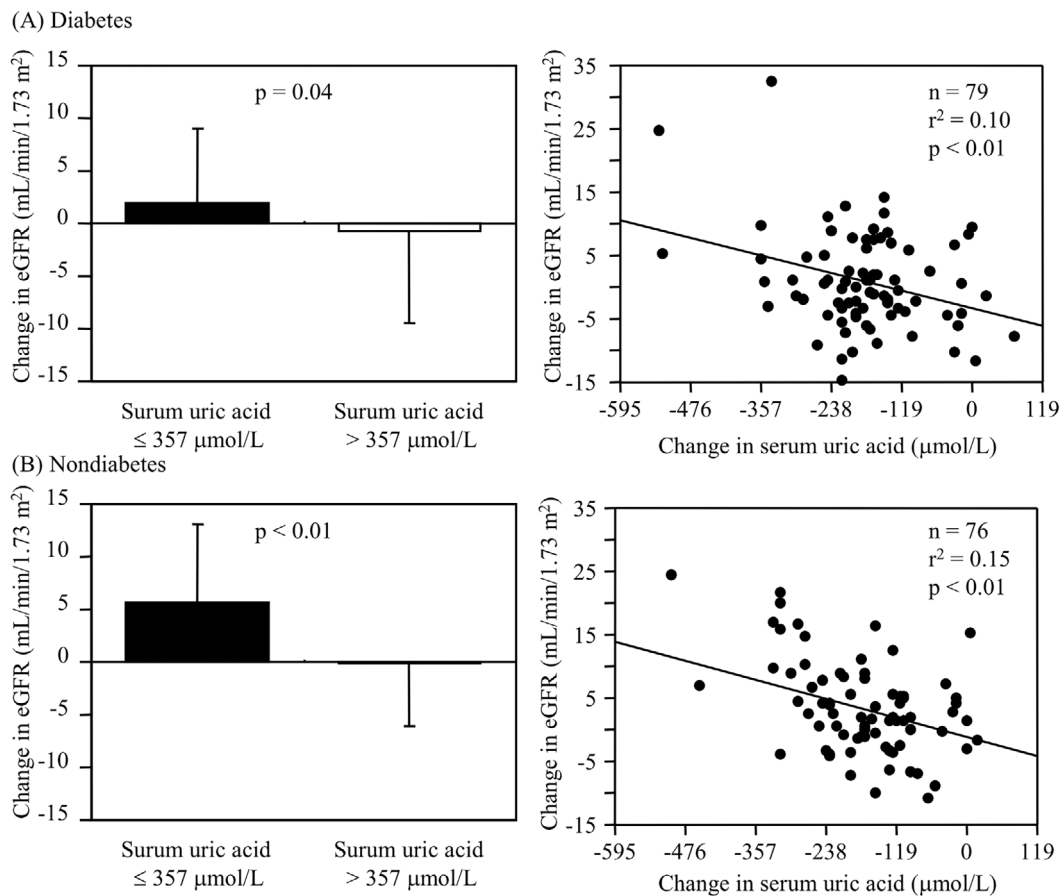 (A) Diabetes
Change in eGFR (mL/min/1.73 m²)
15
10
5
0
-5
-10
-15
p = 0.04
Surum uric acid
≤ 357 μmol/L
Surum uric acid
> 357 μmol/L
Change in eGFR (mL/min/1.73 m²)
35
25
15
5
-5
-15
n = 79
r² = 0.10
p < 0.01
-595 -476 -357 -238 -119 0 119
Change in serum uric acid (μmol/L)
(B) Nondiabetes
Change in eGFR (mL/min/1.73 m²)
15
10
5
0
-5
-10
-15
p < 0.01
Surum uric acid
≤ 357 μmol/L
Surum uric acid
> 357 μmol/L
Change in eGFR (mL/min/1.73 m²)
35
25
15
5
-5
-15
n = 76
r² = 0.15
p < 0.01
-595 -476 -357 -238 -119 0 119
Change in serum uric acid (μmol/L)